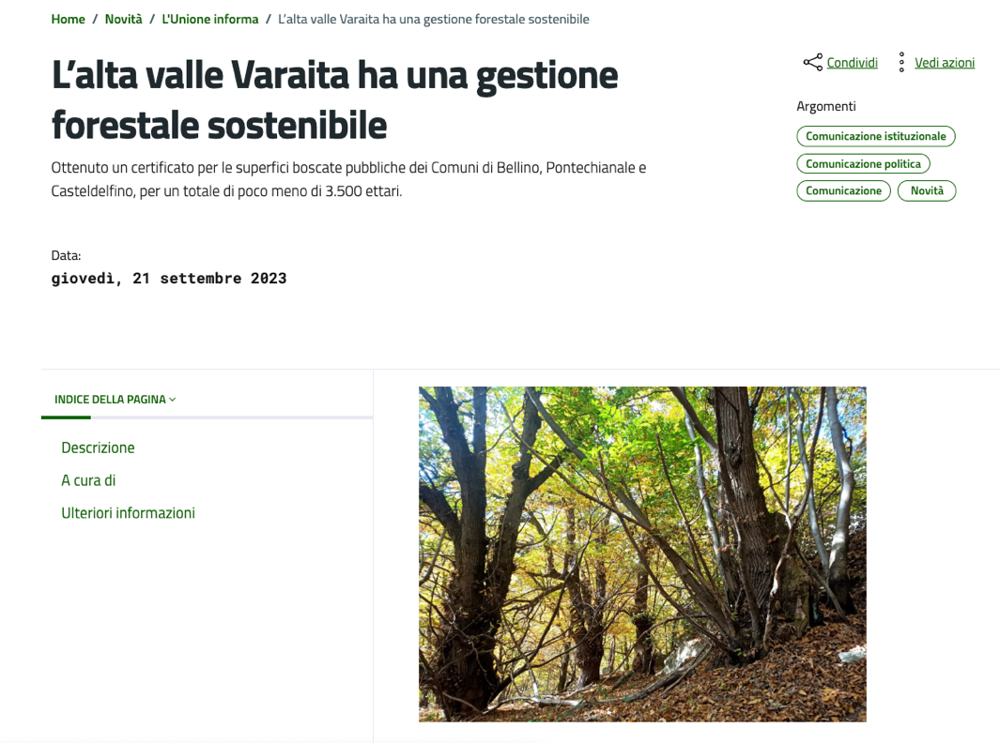 Home / Novità / L'Unione informa / L’alta valle Varaita ha una gestione forestale sostenibile
L’alta valle Varaita ha una gestione
forestale sostenibile
Ottenuto un certificato per le superfici boscate pubbliche dei Comuni di Bellino, Pontechianale e
Casteldelfino, per un totale di poco meno di 3.500 ettari.
Data:
giovedì, 21 settembre 2023
Condividi
Vedi azioni
Argomenti
Comunicazione istituzionale
Comunicazione politica
Comunicazione Novità
INDICE DELLA PAGINA
Descrizione
A cura di
Ulteriori informazioni